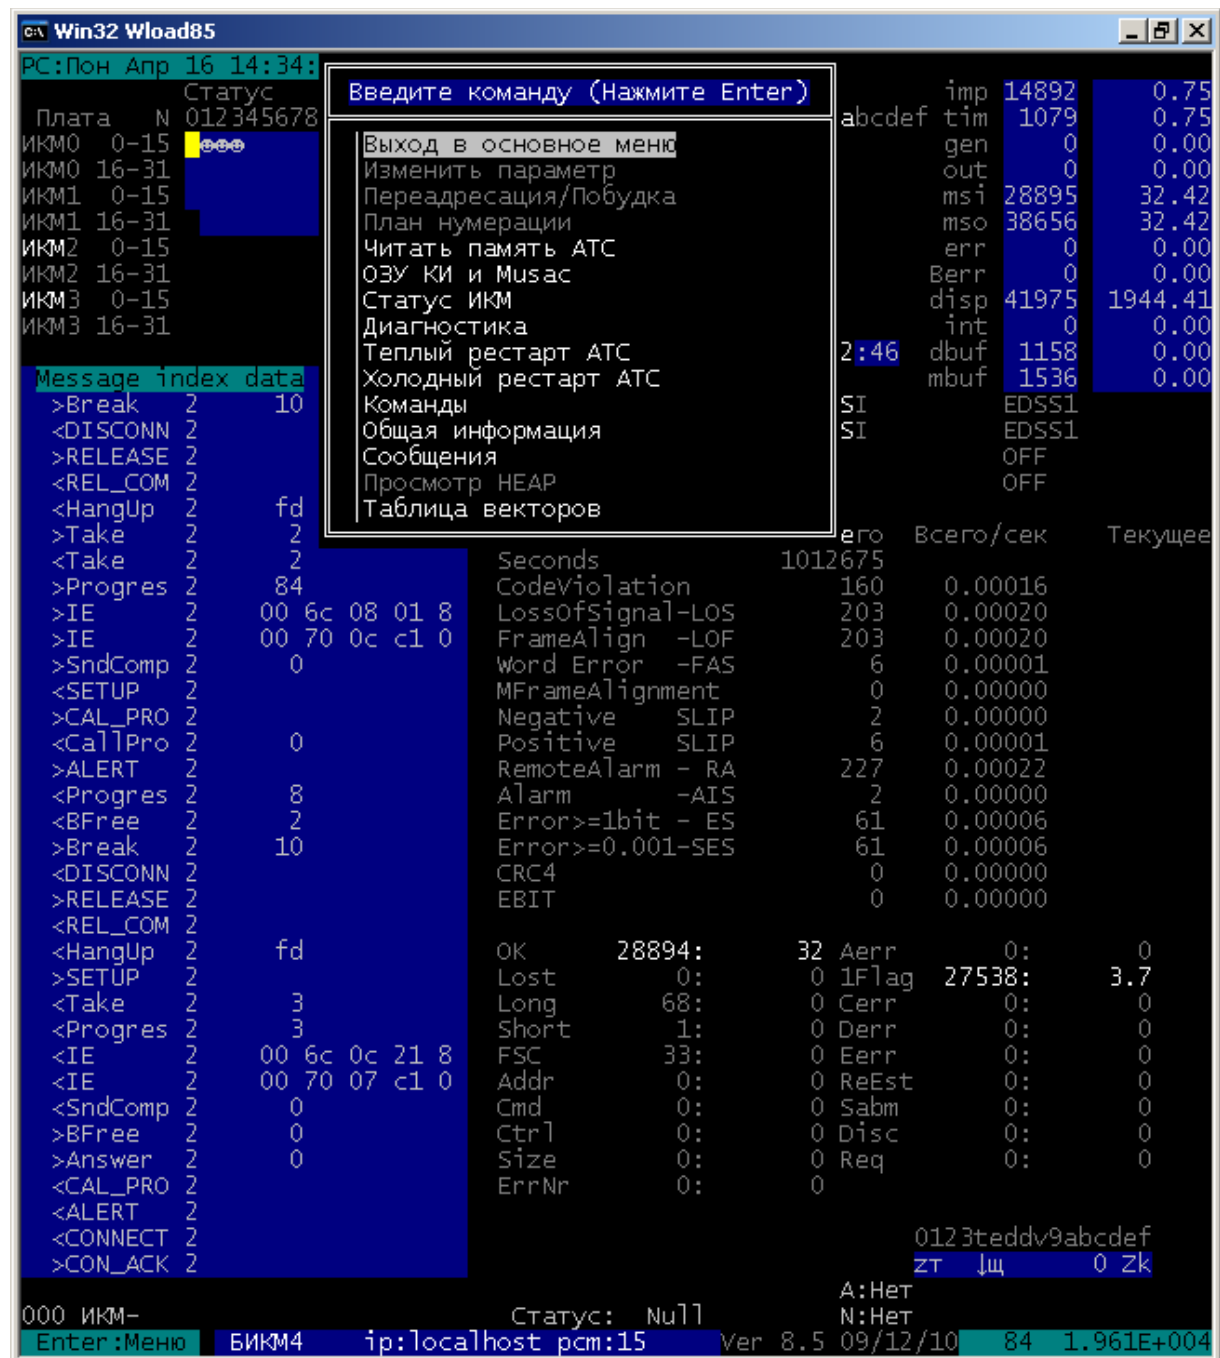 Win32 Wload85
PC:Пон Апр 16 14:34:
Введите команду (Нажмите Enter)
Статус imp 14892 0.75
Плата N 012345678 abcdef tim 1079 0.75
ИКМ0 0-15 Выход в основное меню gen 0 0.00
ИКМ0 16-31 Изменить параметр out 0 0.00
ИКМ1 0-15 Переадресация/Побудка msi 28895 32.42
ИКМ1 16-31 План нумерации mso 38656 32.42
ИКМ2 0-15 Читать память АТС err 0 0.00
ИКМ2 16-31 ОЗУ КИ и Musac Berr 0 0.00
ИКМ3 0-15 Статус ИКМ disp 41975 1944.41
ИКМ3 16-31 Диагностика int 0 0.00
Теплый рестарт АТС 2:46 dbuf 1158 0.00
Message index data Холодный рестарт АТС mbuf 1536 0.00
>Break 2 10 Команды SI EDSS1
<DISCONN 2 Общая информация SI EDSS1
>RELEASE 2 Сообщения OFF
<REL_COM 2 Просмотр HEAP OFF
<HangUp 2 fd Таблица векторов
>Take 2 2 его Всего/сек Текущее
<Take 2 2 Seconds 1012675
>Progres 2 84 CodeViolation 160 0.00016
>IE 2 00 6c 08 01 8 LossOfSignal-LOS 203 0.00020
>IE 2 00 70 0c c1 0 FrameAlign -LOF 203 0.00020
>SndComp 2 0 Word Error -FAS 6 0.00001
<SETUP 2 MFrameAlignment 0 0.00000
>CAL_PRO 2 Negative SLIP 2 0.00000
<CallPro 2 0 Positive SLIP 6 0.00001
>ALERT 2 RemoteAlarm - RA 227 0.00022
<Progres 2 8 Alarm -AIS 2 0.00000
<BFree 2 2 Error>=1bit - ES 61 0.00006
>Break 2 10 Error>=0.001-SES 61 0.00006
<DISCONN 2 CRC4 0 0.00000
>RELEASE 2 EBIT 0 0.00000
<REL_COM 2
<HangUp 2 fd OK 28894: 32 Aerr 0: 0
>SETUP 2 Lost 0: 0 1Flag 27538: 3.7
<Take 2 3 Long 68: 0 Cerr 0: 0
<Progres 2 3 Short 1: 0 Derr 0: 0
<IE 2 00 6c 0c 21 8 FSC 33: 0 Eerr 0: 0
<IE 2 00 70 07 c1 0 Addr 0: 0 ReEst 0: 0
<SndComp 2 0 Cmd 0: 0 Sabm 0: 0
>BFree 2 0 Ctrl 0: 0 Disc 0: 0
>Answer 2 0 Size 0: 0 Req 0: 0
<CAL_PRO 2 ErrNr 0: 0
<ALERT 2
<CONNECT 2 0123teddv9abcdef
>CON_ACK 2 zт ↓щ 0 Zk
А:Нет
000 ИКМ- Статус: Null N:Нет
Enter:Меню БИКМ4 ip:localhost pcm:15 Ver 8.5 09/12/10 84 1.961E+004